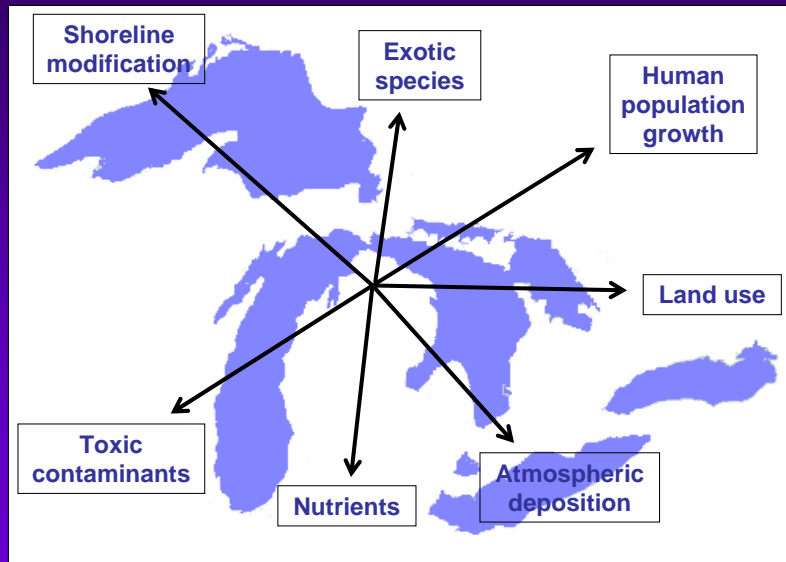 Shoreline
modification
Exotic
species
Human
population
growth
Land use
Toxic
contaminants
Nutrients
Atmospheric
deposition